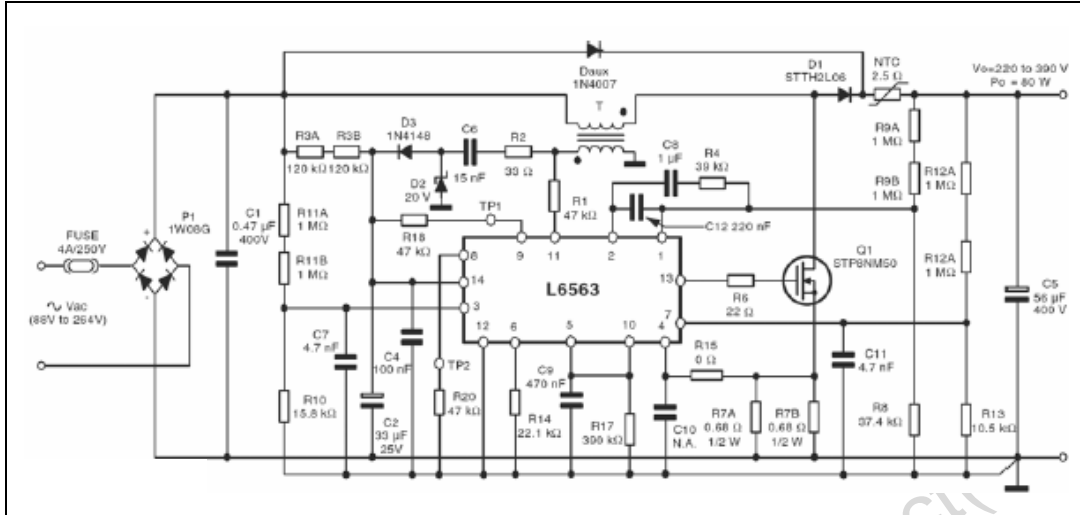 D1
STTH2L06
NTC
2.5 Ω
Vo=220 to 390 V
Po = 80 W
Daux
1N4007
T
R3A
120 kΩ
R3B
120 kΩ
D3
1N4148
C6
15 nF
R2
33 Ω
C8
1 µF
R4
39 kΩ
R9A
1 MΩ
R9B
1 MΩ
R12A
1 MΩ
D2
20 V
TP1
R1
47 kΩ
C12 220 nF
P1
1W08G
C1
0.47 µF
400V
R11A
1 MΩ
R11B
1 MΩ
R18
47 kΩ
FUSE
4A/250V
8
9
11
2
1
14
3
L6563
13
7
12
6
5
10
4
R6
22 Ω
Q1
STP8NM50
R12A
1 MΩ
C5
56 µF
400 V
Vac
(88V to 264V)
C7
4.7 nF
C4
100 nF
TP2
C9
470 nF
R15
0 Ω
C11
4.7 nF
R10
15.8 kΩ
C2
33 µF
25V
R20
47 kΩ
R14
22.1 kΩ
R17
390 kΩ
C10
N.A.
R7A
0.68 Ω
1/2 W
R7B
0.68 Ω
1/2 W
R8
37.4 kΩ
R13
10.5 kΩ
+
-